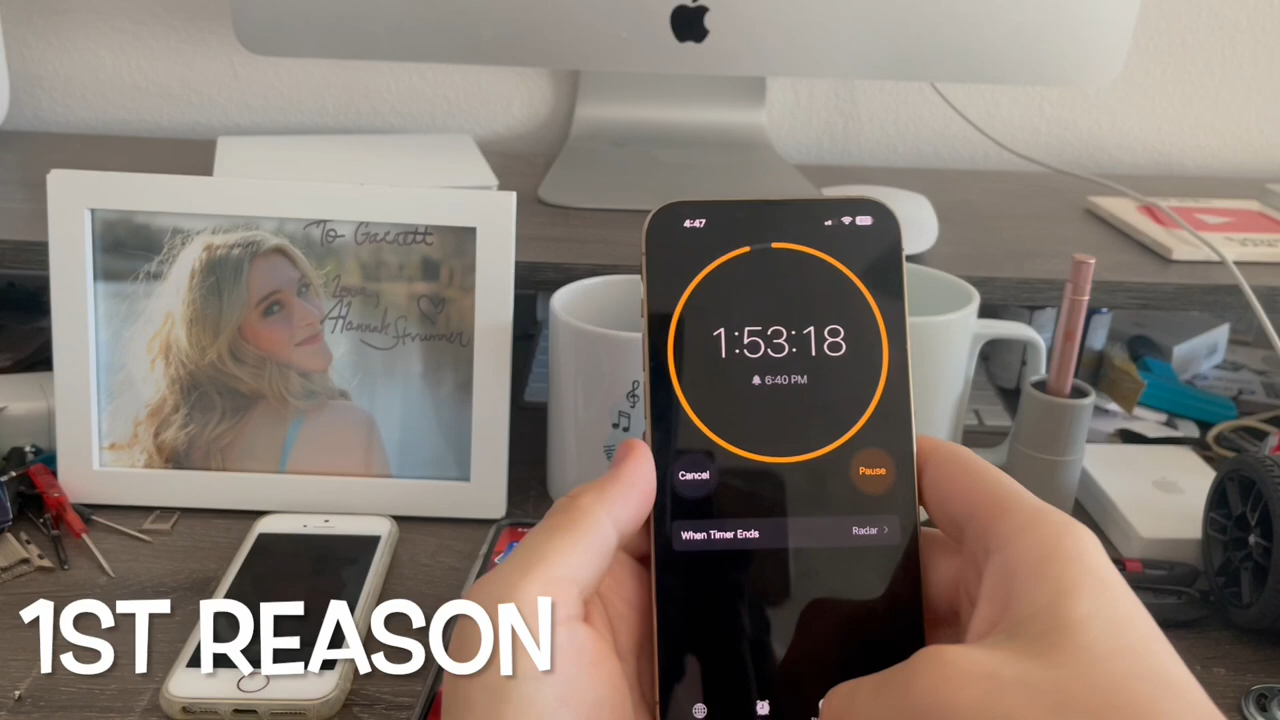 To Garrett
Love,
Hannah
4:47
1:53:18
6:40 PM
Cancel
Pause
When Timer Ends
Radar
1ST REASON